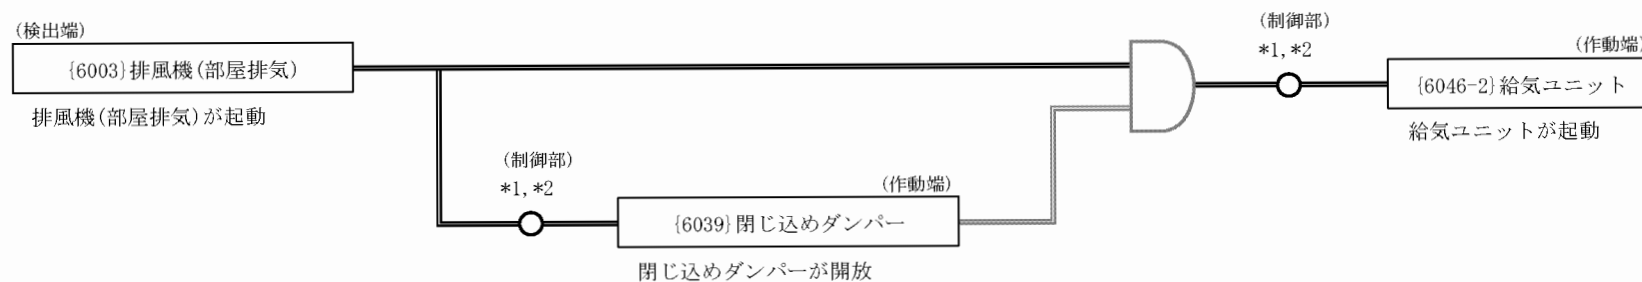 (検出端)
{6003}排風機(部屋排気)
排風機(部屋排気)が起動
(制御部)
*1,*2
(作動端)
{6039}閉じ込めダンパー
閉じ込めダンパーが開放
(制御部)
*1,*2
(作動端)
{6046-2}給気ユニット
給気ユニットが起動